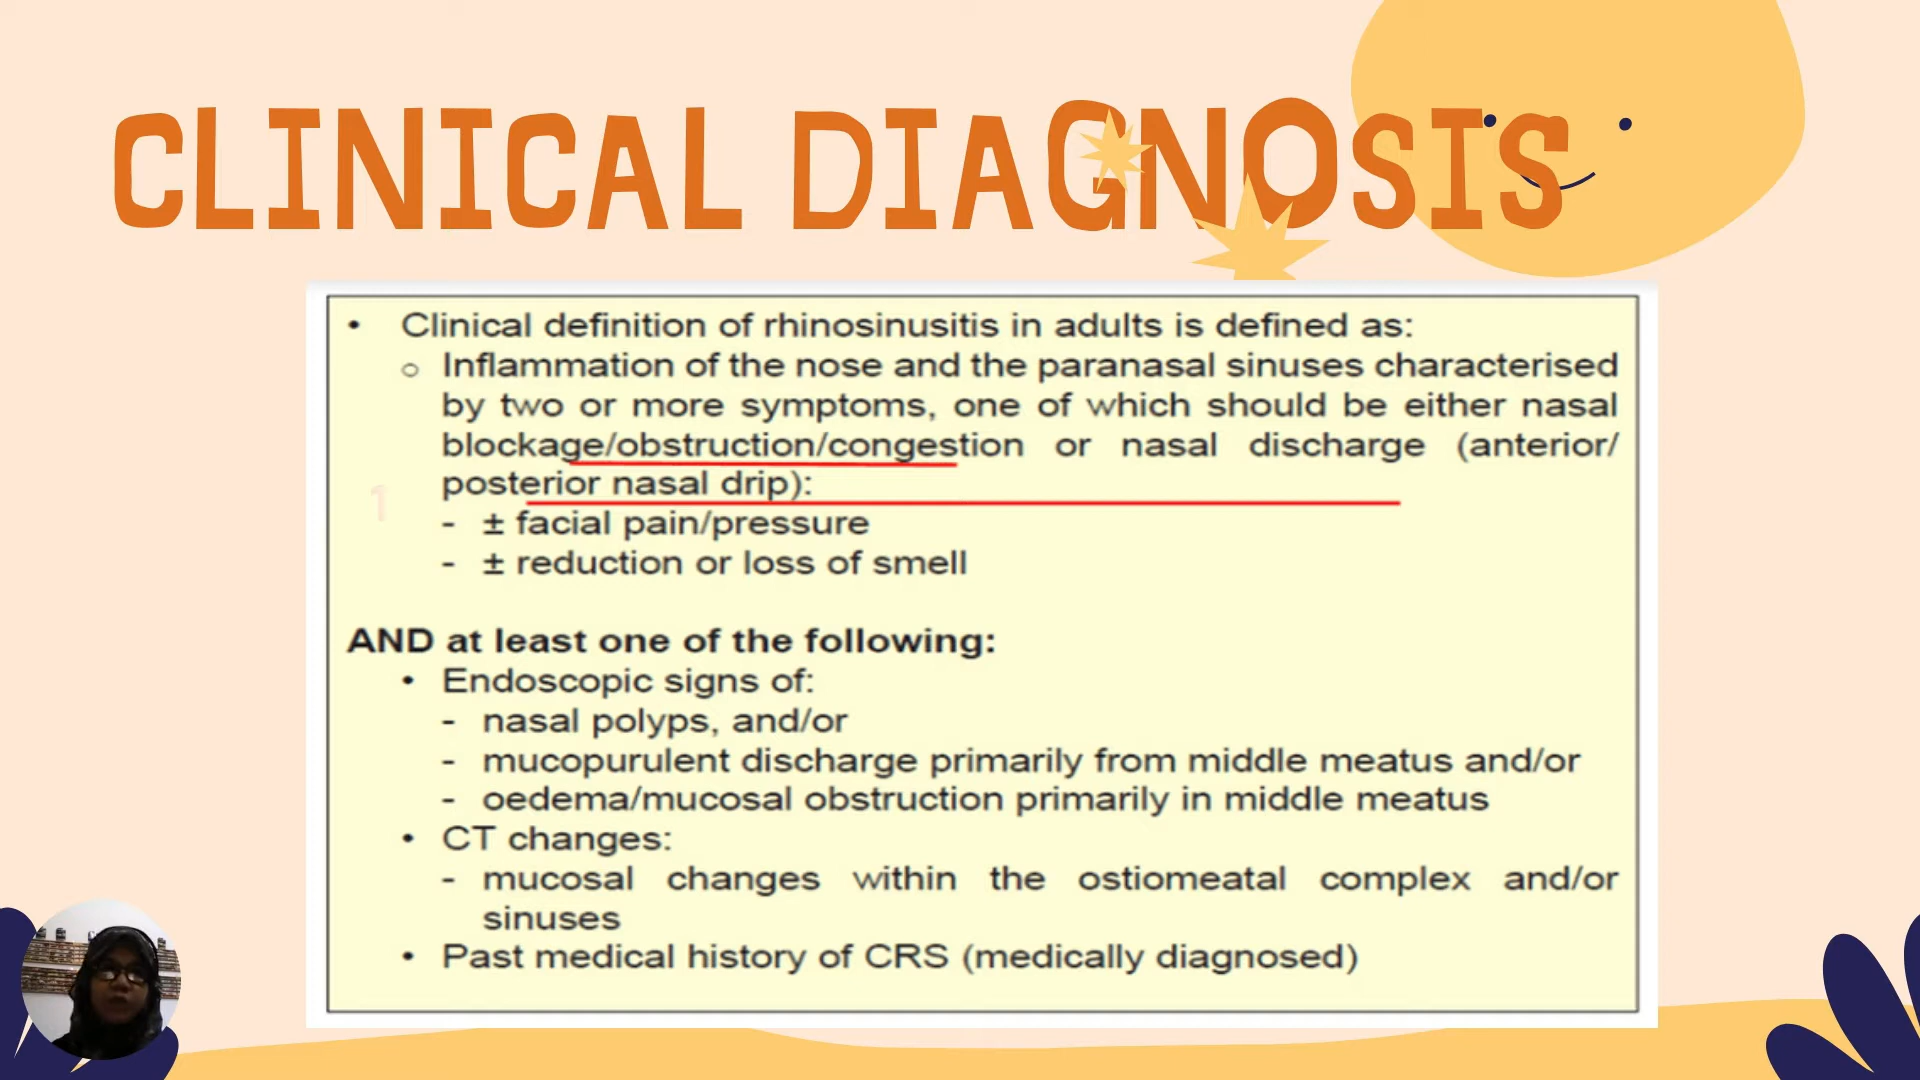 CLINICAL DIAGNOSIS
• Clinical definition of rhinosinusitis in adults is defined as:
o Inflammation of the nose and the paranasal sinuses characterised
by two or more symptoms, one of which should be either nasal
blockage/obstruction/congestion or nasal discharge (anterior/
posterior nasal drip):
1
- ± facial pain/pressure
- ± reduction or loss of smell
AND at least one of the following:
• Endoscopic signs of:
- nasal polyps, and/or
- mucopurulent discharge primarily from middle meatus and/or
- oedema/mucosal obstruction primarily in middle meatus
• CT changes:
- mucosal changes within the ostiomeatal complex and/or
sinuses
• Past medical history of CRS (medically diagnosed)